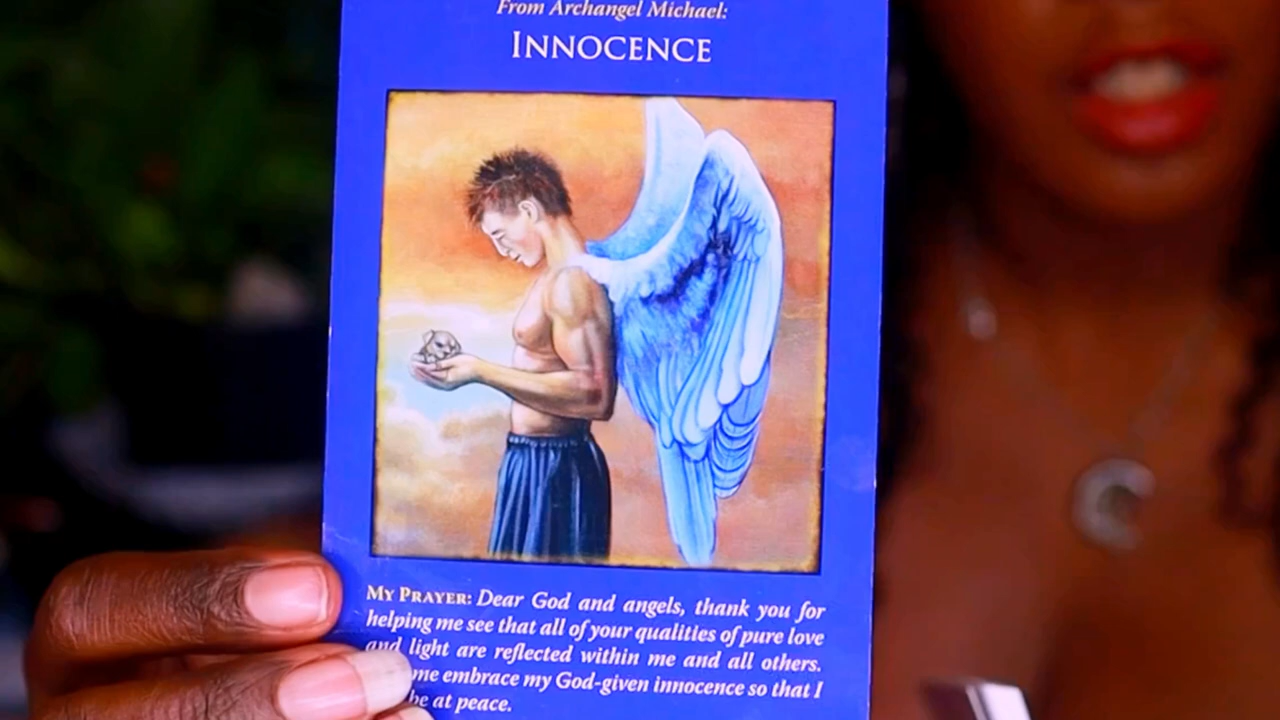 From Archangel Michael:
INNOCENCE
MY PRAYER: Dear God and angels, thank you for
helping me see that all of your qualities of pure love
and light are reflected within me and all others.
me embrace my God-given innocence so that I
be at peace.